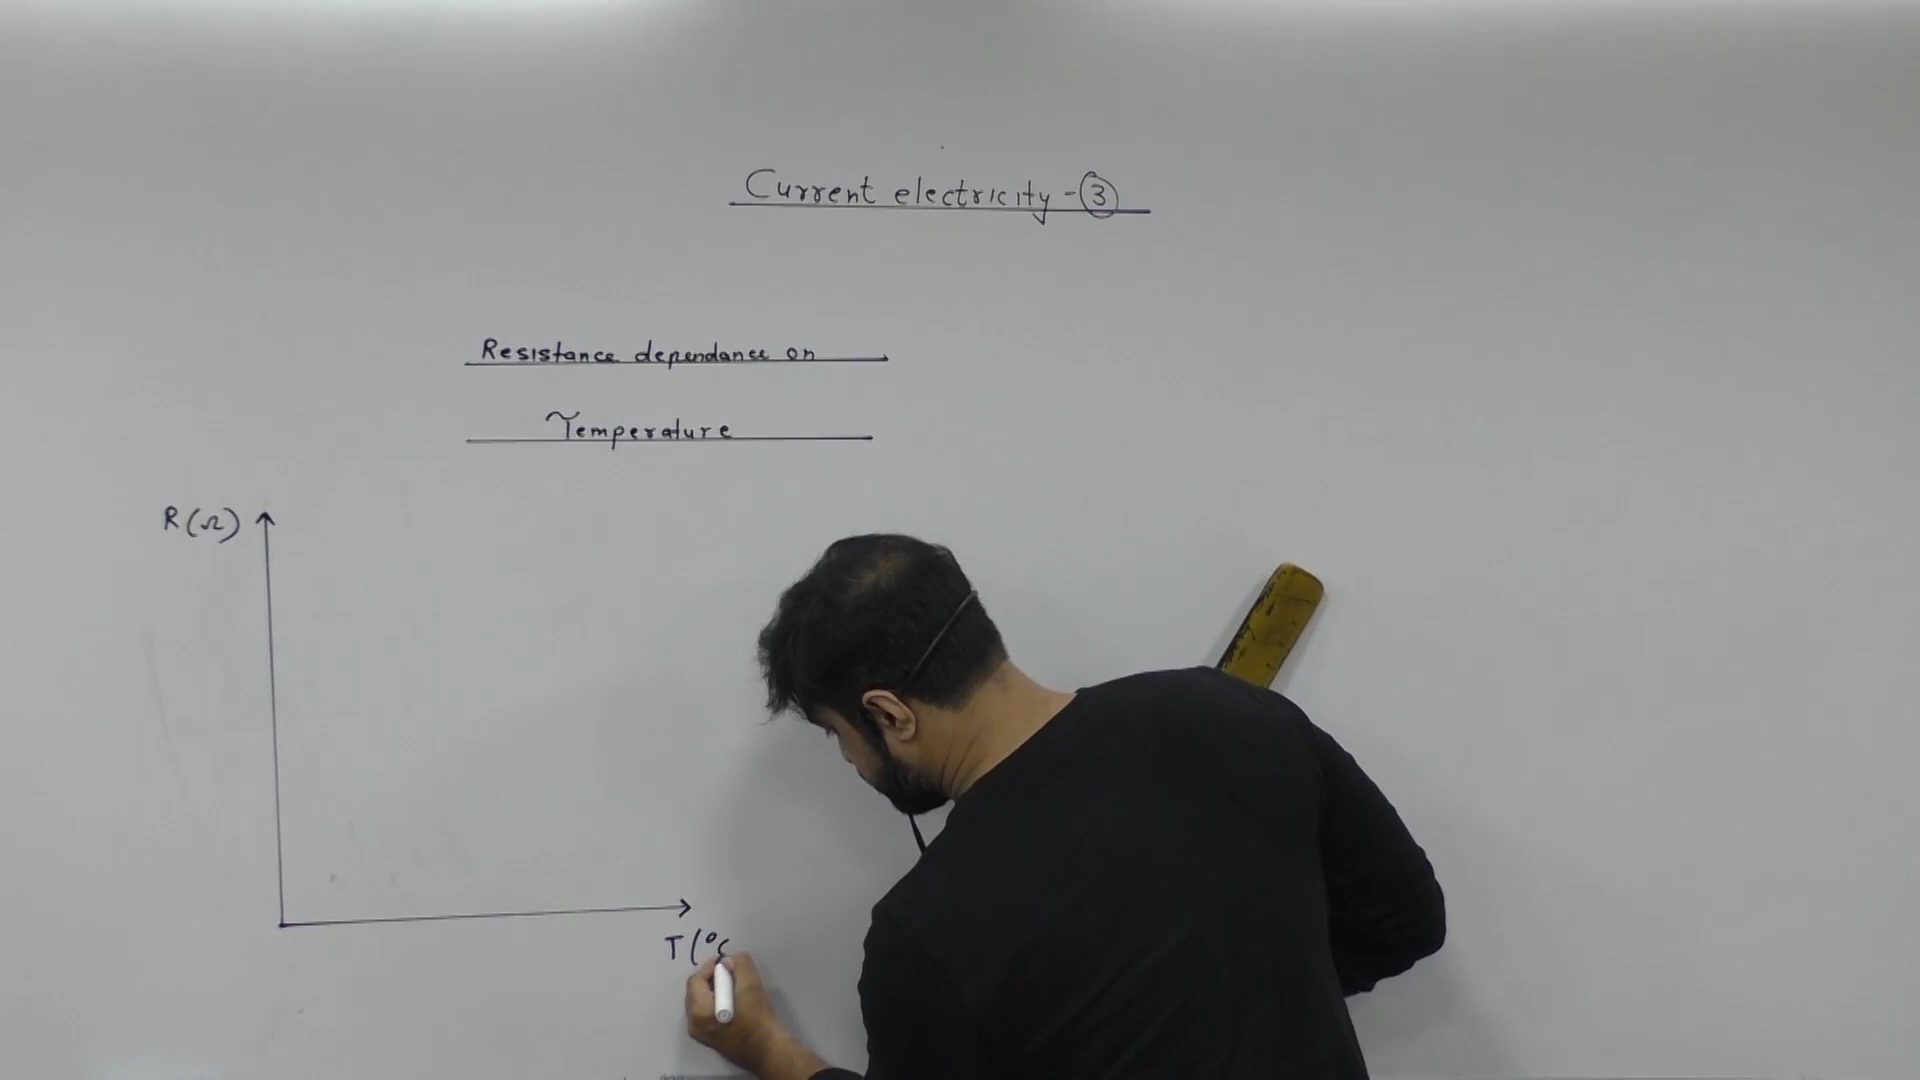 Current electricity - 3
Resistance dependance on
Temperature
R(Ω)
T(°C